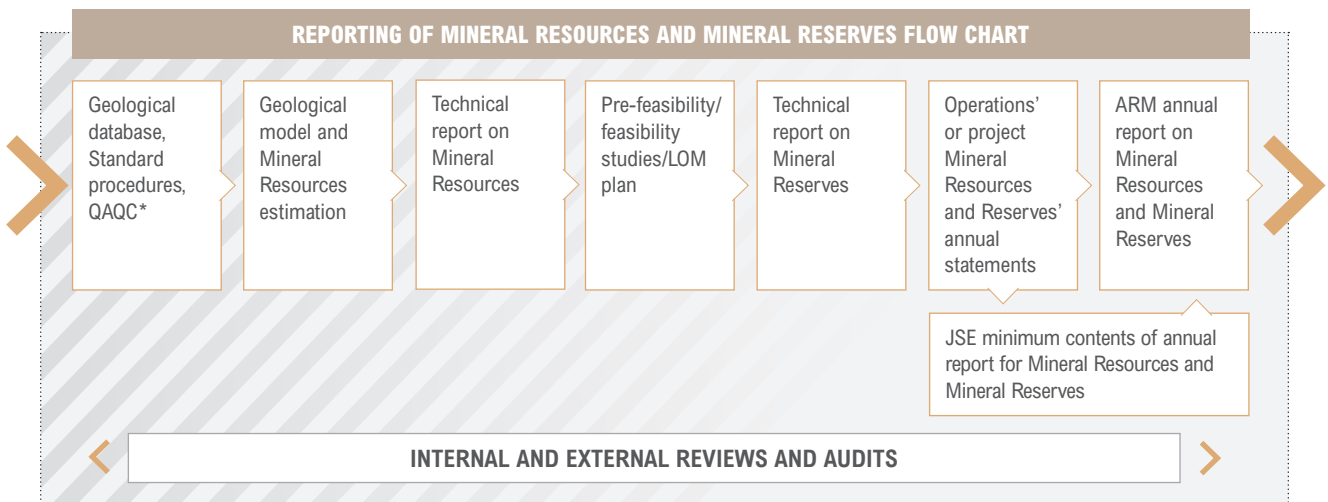 REPORTING OF MINERAL RESOURCES AND MINERAL RESERVES FLOW CHART
Geological
database,
Standard
procedures,
QAQC*
Geological
model and
Mineral
Resources
estimation
Technical
report on
Mineral
Resources
Pre-feasibility/
feasibility
studies/LOM
plan
Technical
report on
Mineral
Reserves
Operations’
or project
Mineral
Resources
and Reserves’
annual
statements
ARM annual
report on
Mineral
Resources
and Mineral
Reserves
JSE minimum contents of annual
report for Mineral Resources and
Mineral Reserves
INTERNAL AND EXTERNAL REVIEWS AND AUDITS